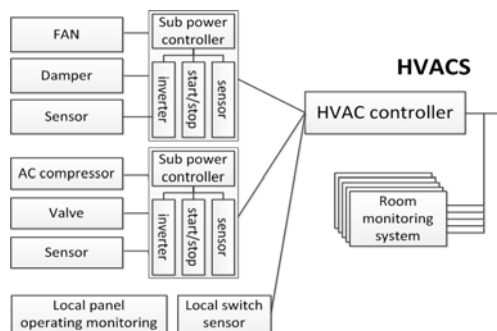 FAN
Damper
Sensor
Sub power
controller
inverter
start/stop
sensor
AC compressor
Valve
Sensor
Sub power
controller
inverter
start/stop
sensor
Local panel
operating monitoring
Local switch
sensor
HVACS
HVAC controller
Room
monitoring
system